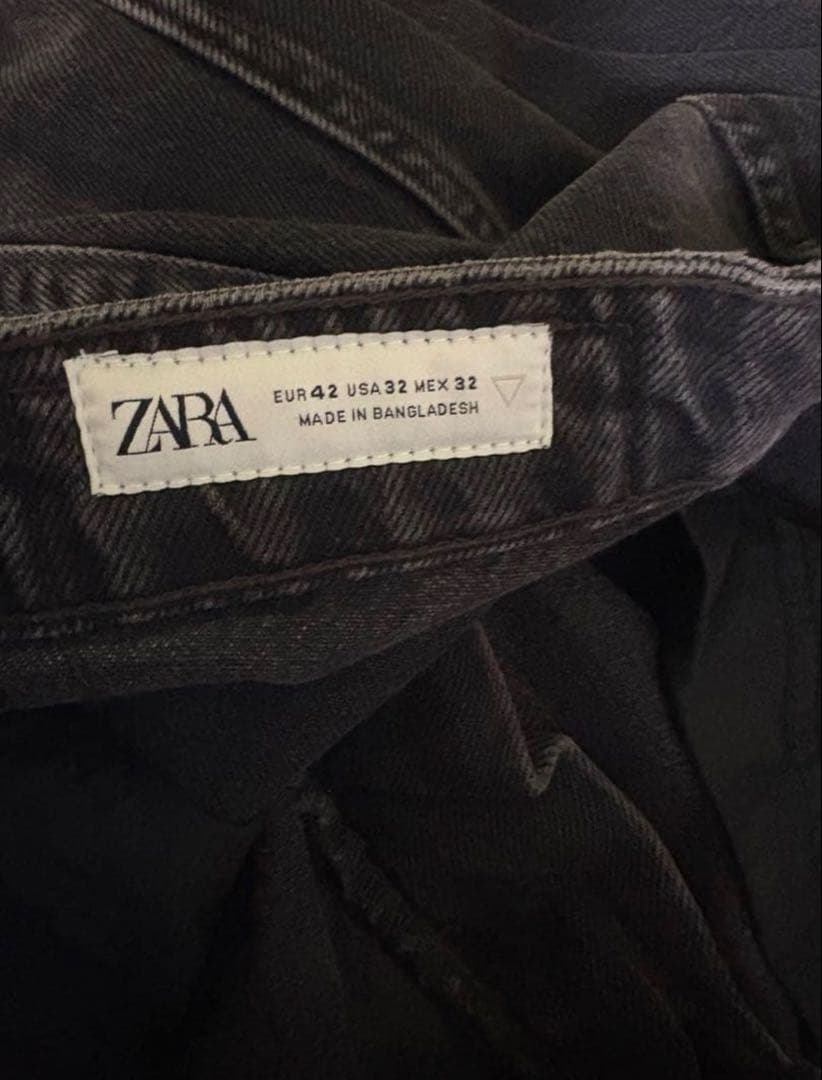 ZARA
EUR 42 USA 32 MEX 32
MADE IN BANGLADESH